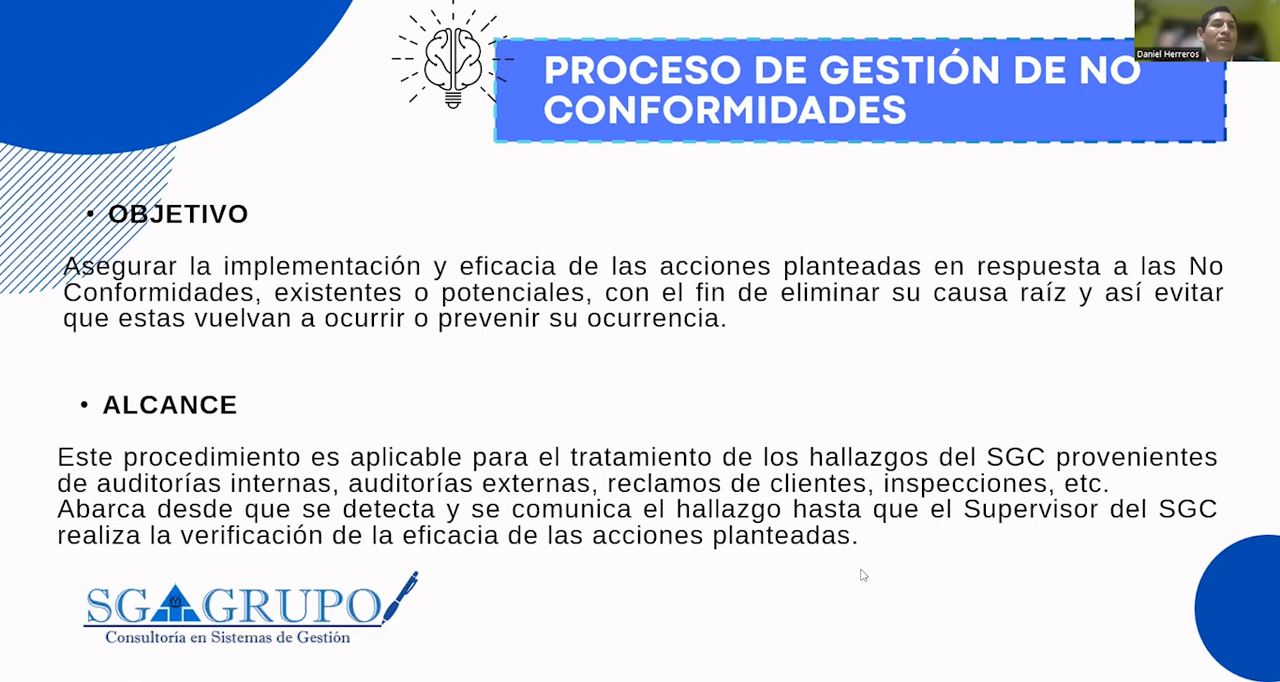 Daniel Herreros
PROCESO DE GESTIÓN DE NO
CONFORMIDADES
• OBJETIVO
Asegurar la implementación y eficacia de las acciones planteadas en respuesta a las No
Conformidades, existentes o potenciales, con el fin de eliminar su causa raíz y así evitar
que estas vuelvan a ocurrir o prevenir su ocurrencia.
• ALCANCE
Este procedimiento es aplicable para el tratamiento de los hallazgos del SGC provenientes
de auditorías internas, auditorías externas, reclamos de clientes, inspecciones, etc.
Abarca desde que se detecta y se comunica el hallazgo hasta que el Supervisor del SGC
realiza la verificación de la eficacia de las acciones planteadas.
SG GRUPO
Consultoría en Sistemas de Gestión